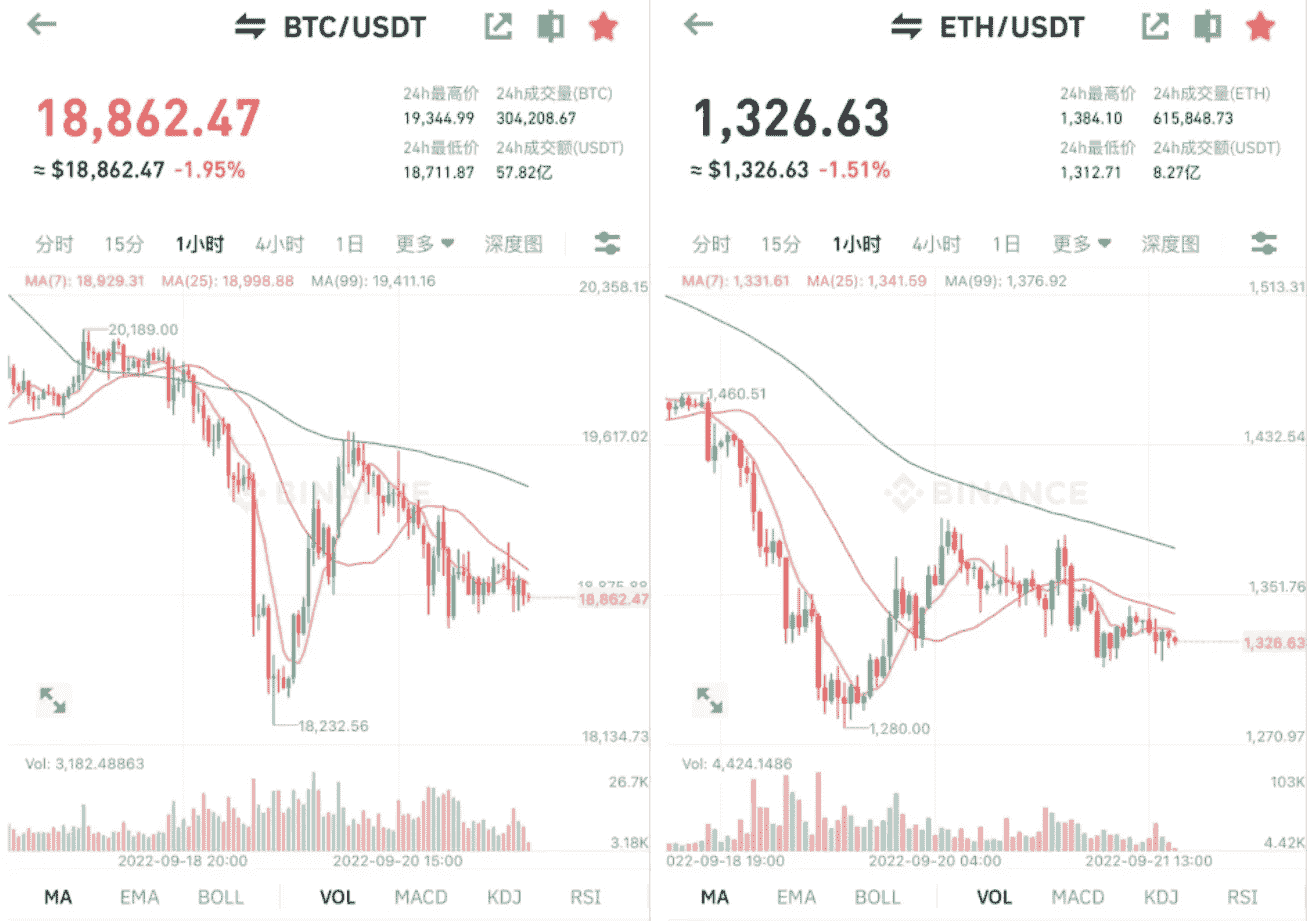 BTC/USDT
18,862.47
≈ $18,862.47 -1.95%
24h最高价 24h成交量(BTC)
19,344.99 304,208.67
24h最低价 24h成交额(USDT)
18,711.87 57.82亿
分时 15分 1小时 4小时 1日 更多 深度图
MA(7): 18,929.31 MA(25): 18,998.88 MA(99): 19,411.16
20,358.15
20,189.00
19,617.02
BINANCE
18,875.88
18,862.47
18,232.56
18,134.73
Vol: 3,182.48863
26.7K
3.18K
2022-09-18 20:00 2022-09-20 15:00
MA EMA BOLL VOL MACD KDJ RSI
ETH/USDT
1,326.63
≈ $1,326.63 -1.51%
24h最高价 24h成交量(ETH)
1,384.10 615,848.73
24h最低价 24h成交额(USDT)
1,312.71 8.27亿
分时 15分 1小时 4小时 1日 更多 深度图
MA(7): 1,331.61 MA(25): 1,341.59 MA(99): 1,376.92
1,513.31
1,460.51
1,432.54
BINANCE
1,351.76
1,326.63
1,280.00
1,270.97
Vol: 4,424.1486
103K
4.42K
022-09-18 19:00 2022-09-20 04:00 2022-09-21 13:00
MA EMA BOLL VOL MACD KDJ RSI